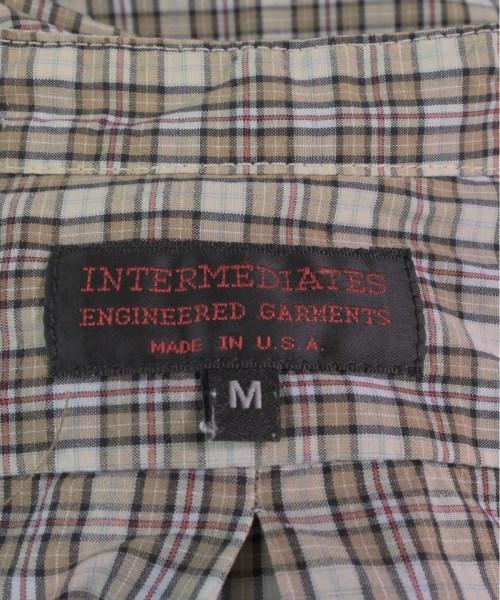 INTERMEDIATES
ENGINEERED GARMENTS
MADE IN U.S.A.
M